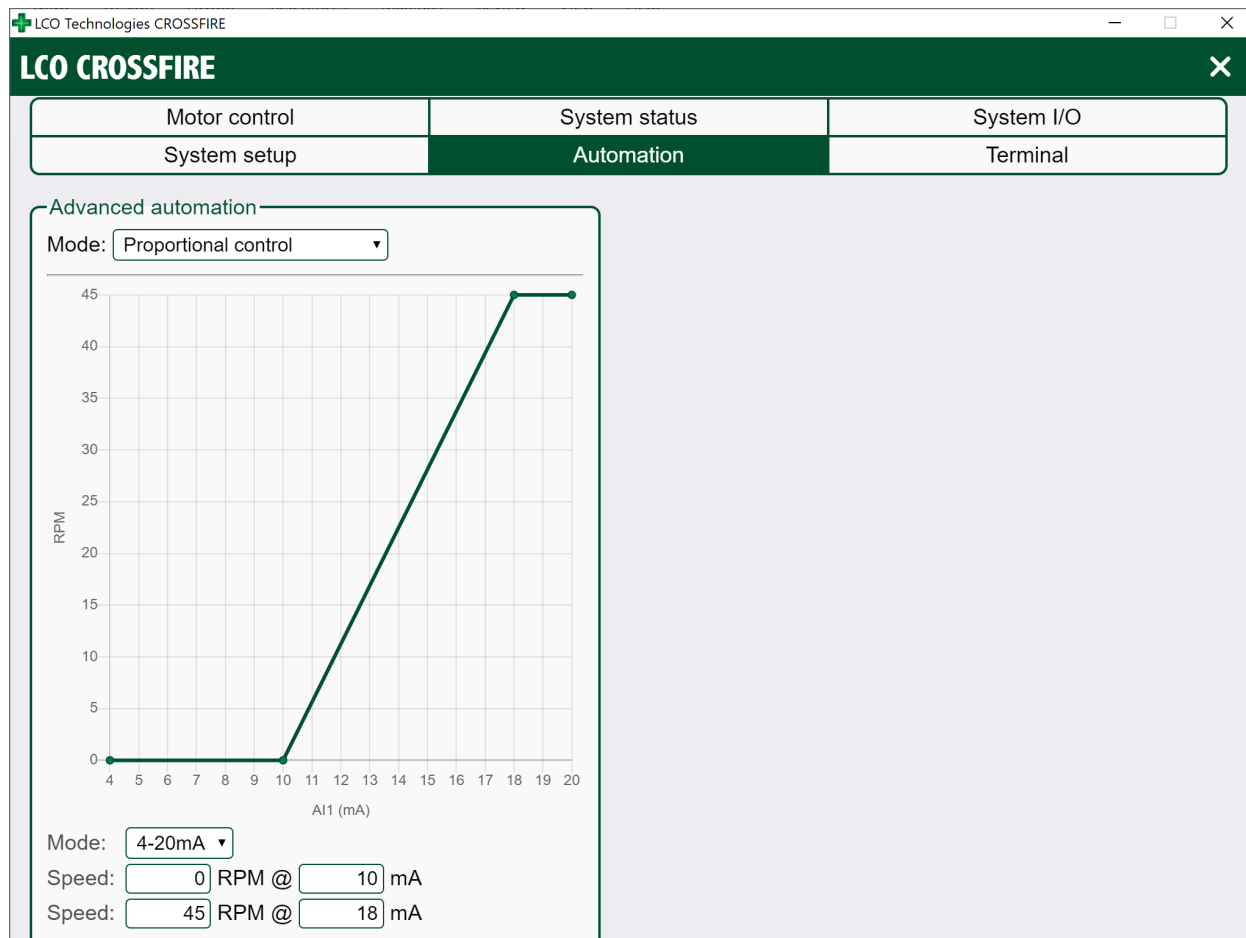 LCO Technologies CROSSFIRE
LCO CROSSFIRE
Motor control System status System I/O
System setup Automation Terminal
Advanced automation
Mode: Proportional control
45
40
35
30
25
20
15
10
5
0
RPM
4 5 6 7 8 9 10 11 12 13 14 15 16 17 18 19 20
AI1 (mA)
Mode: 4-20mA
Speed: 0 RPM @ 10 mA
Speed: 45 RPM @ 18 mA